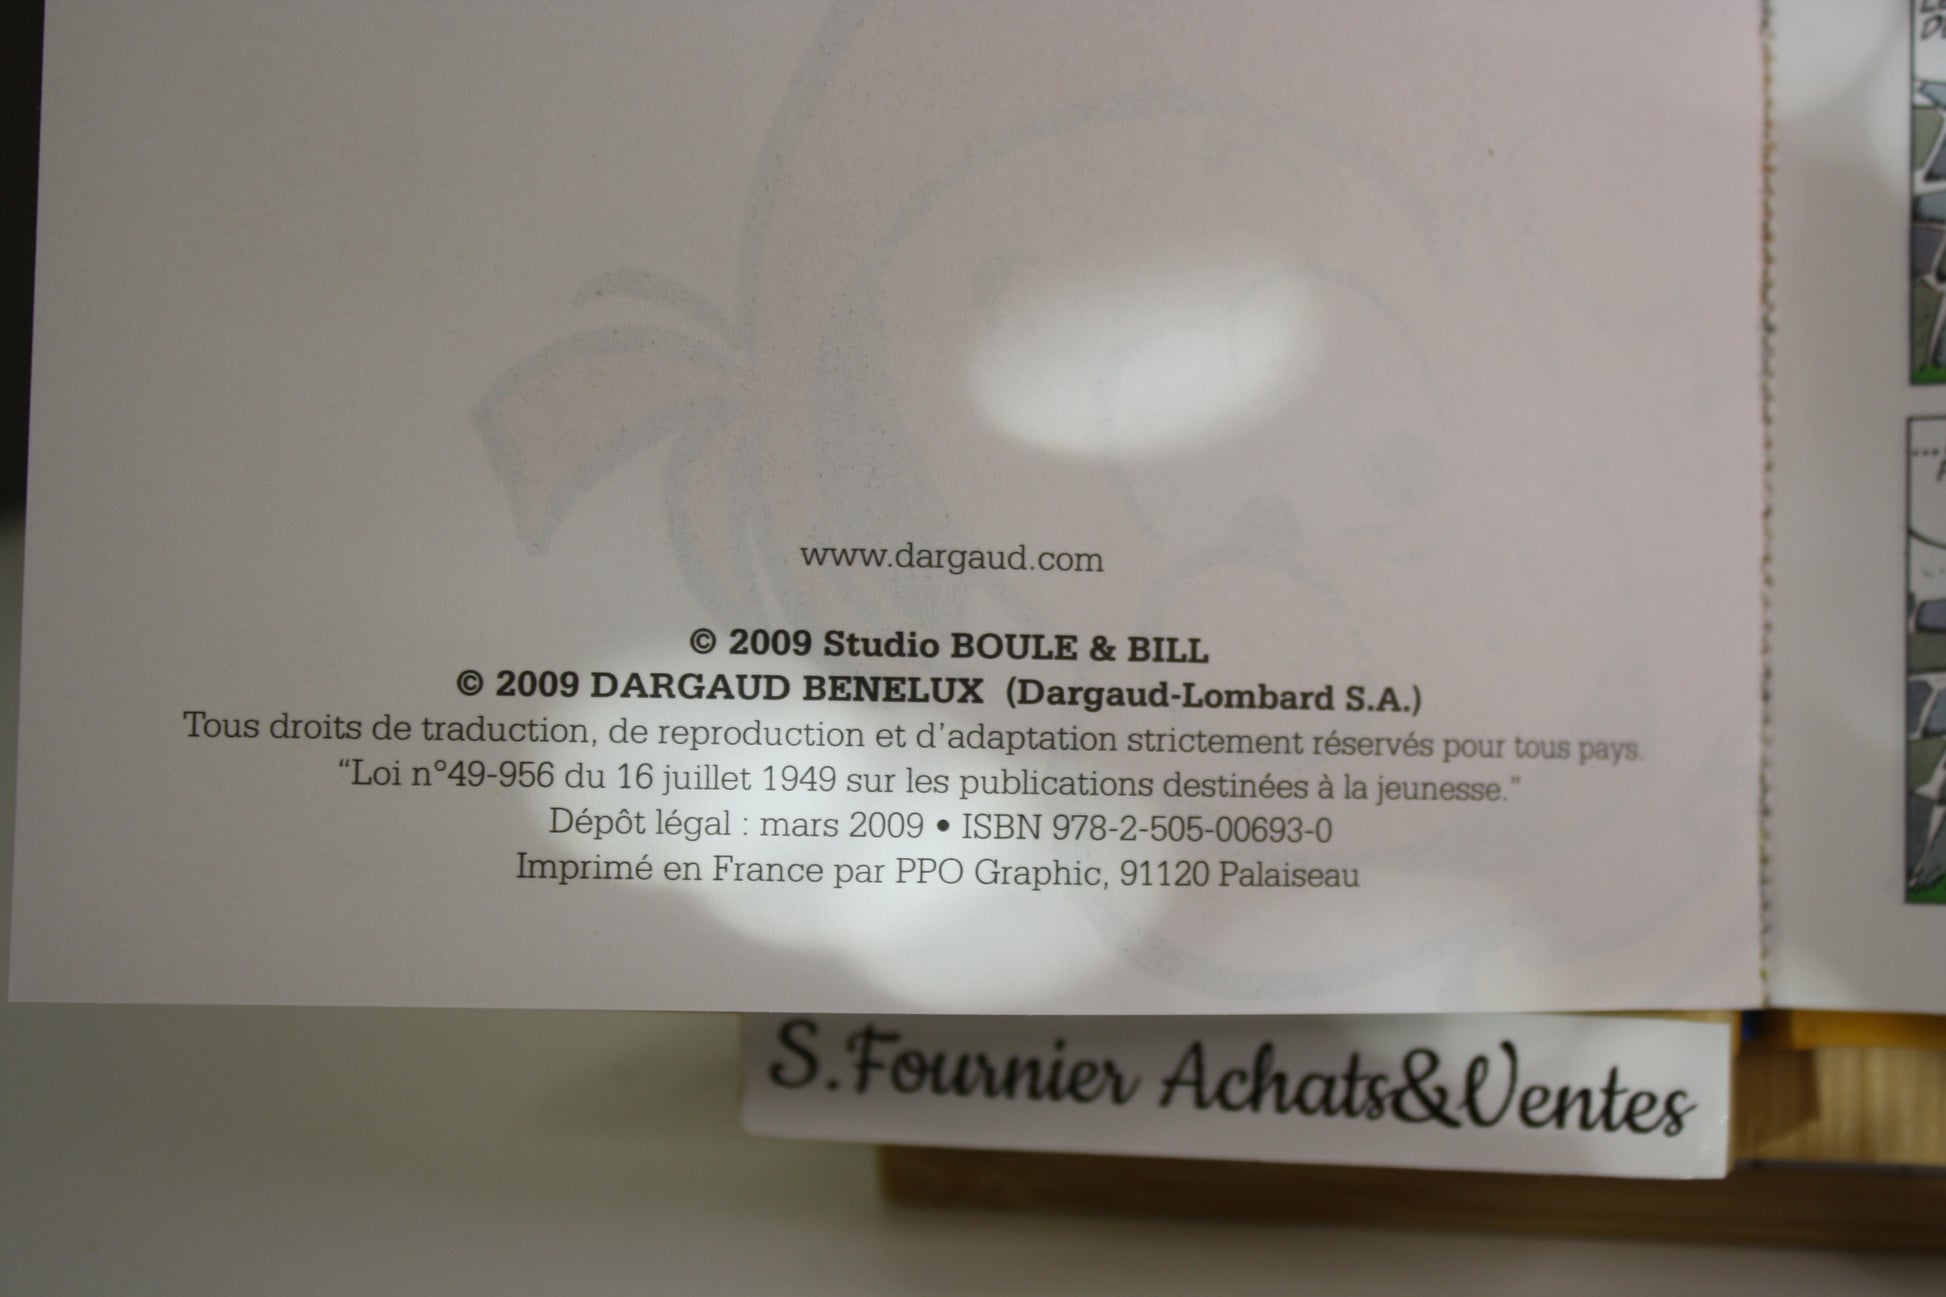 www.dargaud.com
© 2009 Studio BOULE & BILL
© 2009 DARGAUD BENELUX (Dargaud-Lombard S.A.)
Tous droits de traduction, de reproduction et d’adaptation strictement réservés pour tous pays.
“Loi n°49-956 du 16 juillet 1949 sur les publications destinées à la jeunesse.”
Dépôt légal : mars 2009 • ISBN 978-2-505-00693-0
Imprimé en France par PPO Graphic, 91120 Palaiseau
S.Fournier Achats&Ventes